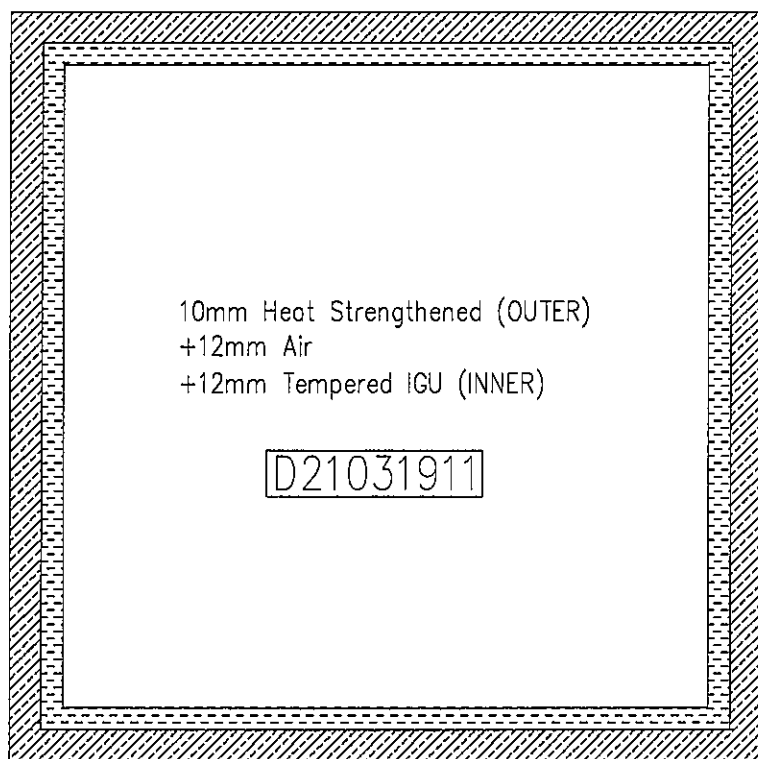 10mm Heat Strengthened (OUTER)
+12mm Air
+12mm Tempered IGU (INNER)
D21031911